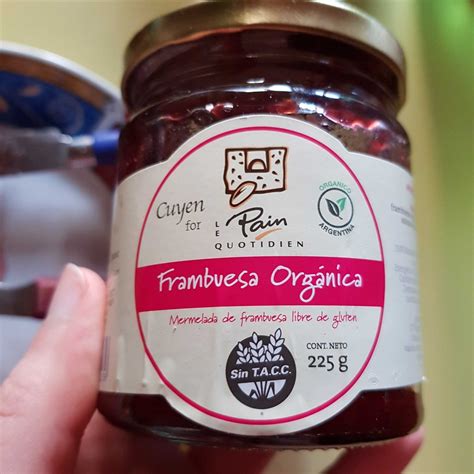 Cuyen
for
LE Pain
QUOTIDIEN
ORGANICO
ARGENTINA
Frambuesa Orgánica
Mermelada de frambuesa libre de gluten
Sin T.A.C.C.
CONT. NETO
225 g